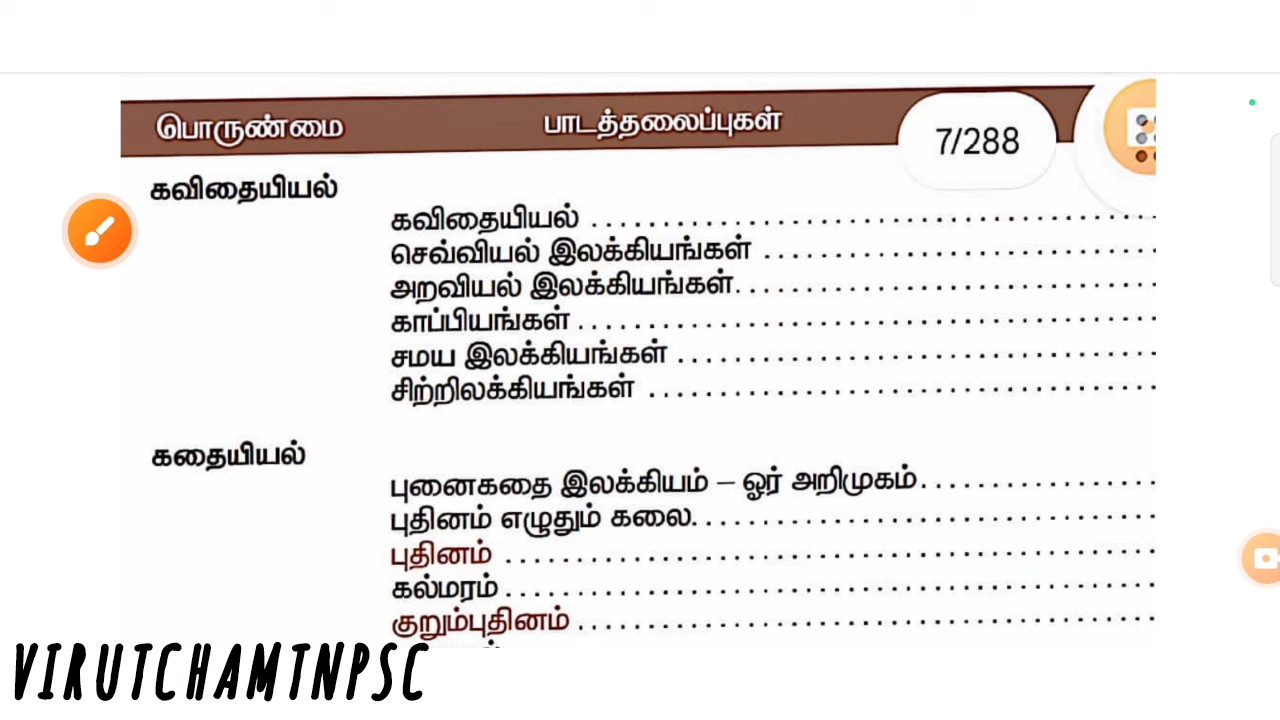 பொருண்மை பாடத்தலைப்புகள் 7/288
கவிதையியல்
கவிதையியல் ........................................
செவ்வியல் இலக்கியங்கள் ............................
அறவியல் இலக்கியங்கள். .............................
காப்பியங்கள் ........................................
சமய இலக்கியங்கள் .................................
சிற்றிலக்கியங்கள் ...................................
கதையியல்
புனைகதை இலக்கியம் – ஓர் அறிமுகம். ................
புதினம் எழுதும் கலை. ...............................
புதினம் .............................................
கல்மரம் .............................................
குறும்புதினம் ........................................
VIRUTCHAMTNPSC